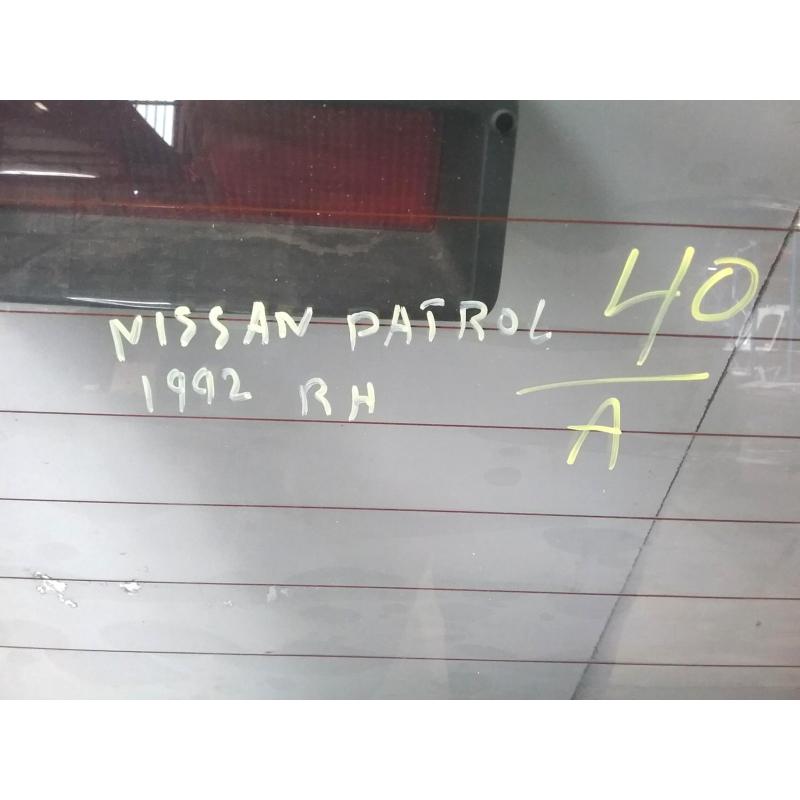 NISSAN PATROL
1992 RH
40
A